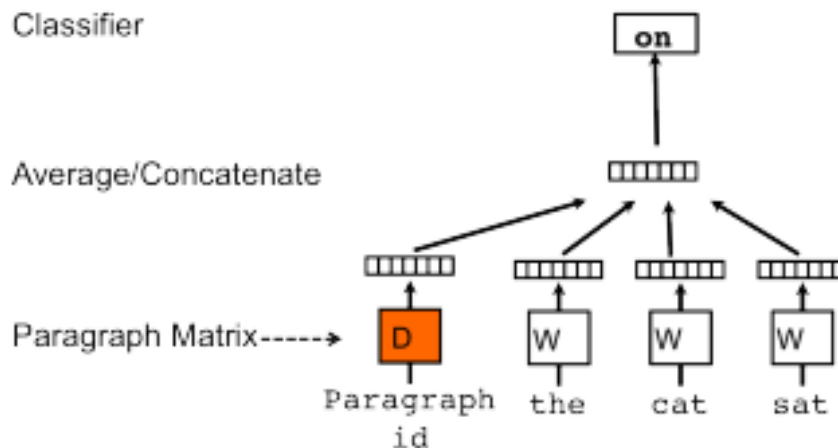 Classifier
on
Average/Concatenate
Paragraph Matrix
D
W
W
W
Paragraph
id
the
cat
sat